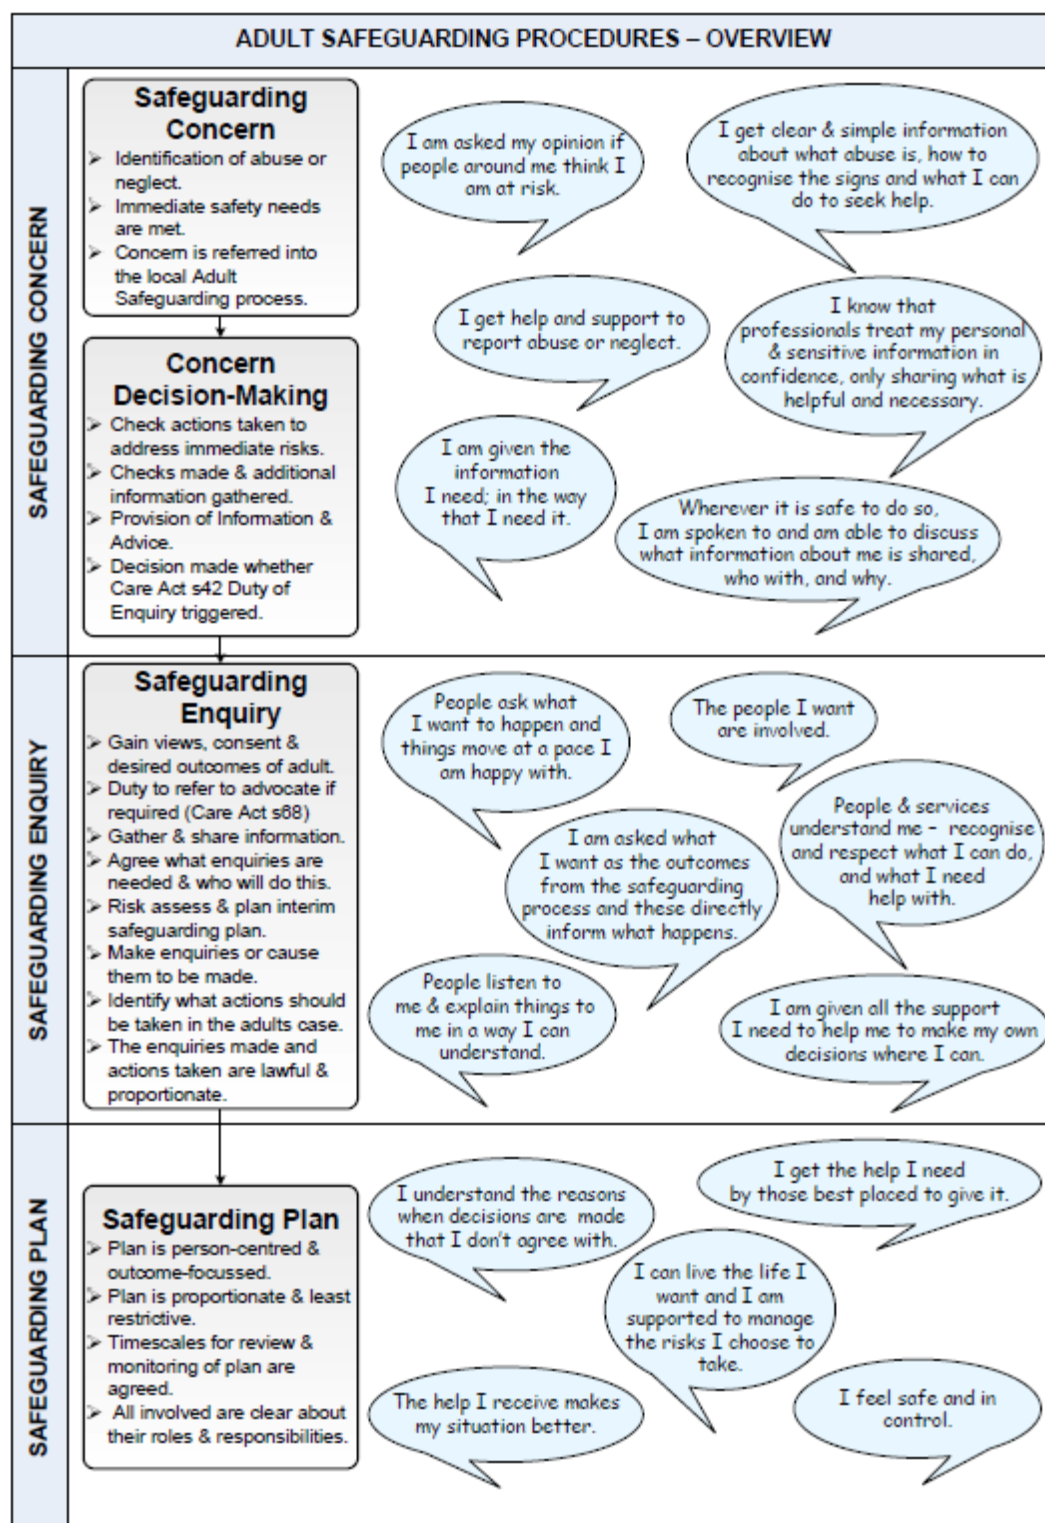 ADULT SAFEGUARDING PROCEDURES – OVERVIEW
SAFEGUARDING CONCERN
Safeguarding
Concern
➢ Identification of abuse or
neglect.
➢ Immediate safety needs
are met.
➢ Concern is referred into
the local Adult
Safeguarding process.
Concern
Decision-Making
➢ Check actions taken to
address immediate risks.
➢ Checks made & additional
information gathered.
➢ Provision of Information &
Advice.
➢ Decision made whether
Care Act s42 Duty of
Enquiry triggered.
I am asked my opinion if
people around me think I
am at risk.
I get clear & simple information
about what abuse is, how to
recognise the signs and what I can
do to seek help.
I get help and support to
report abuse or neglect.
I know that
professionals treat my personal
& sensitive information in
confidence, only sharing what is
helpful and necessary.
I am given the
information
I need; in the way
that I need it.
Wherever it is safe to do so,
I am spoken to and am able to discuss
what information about me is shared,
who with, and why.
SAFEGUARDING ENQUIRY
Safeguarding
Enquiry
➢ Gain views, consent &
desired outcomes of adult.
➢ Duty to refer to advocate if
required (Care Act s68)
➢ Gather & share information.
➢ Agree what enquiries are
needed & who will do this.
➢ Risk assess & plan interim
safeguarding plan.
➢ Make enquiries or cause
them to be made.
➢ Identify what actions should
be taken in the adults case.
➢ The enquiries made and
actions taken are lawful &
proportionate.
People ask what
I want to happen and
things move at a pace I
am happy with.
The people I want
are involved.
People & services
understand me – recognise
and respect what I can do,
and what I need
help with.
I am asked what
I want as the outcomes
from the safeguarding
process and these directly
inform what happens.
People listen to
me & explain things to
me in a way I can
understand.
I am given all the support
I need to help me to make my own
decisions where I can.
SAFEGUARDING PLAN
Safeguarding Plan
➢ Plan is person-centred &
outcome-focussed.
➢ Plan is proportionate & least
restrictive.
➢ Timescales for review &
monitoring of plan are
agreed.
➢ All involved are clear about
their roles & responsibilities.
I understand the reasons
when decisions are made
that I don't agree with.
I get the help I need
by those best placed to give it.
I can live the life I
want and I am
supported to manage
the risks I choose to
take.
The help I receive makes
my situation better.
I feel safe and in
control.